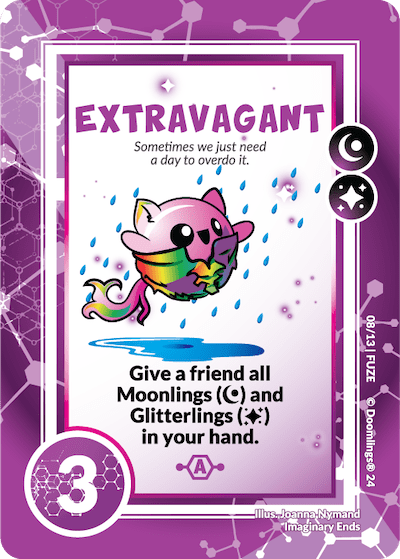 EXTRAVAGANT
Sometimes we just need
a day to overdo it.
Give a friend all
Moonlings () and
Glitterlings ()
in your hand.
A
3
08/13 | FUZE © Doomlings® 24
Illus. Joanna Nymand
Imaginary Ends